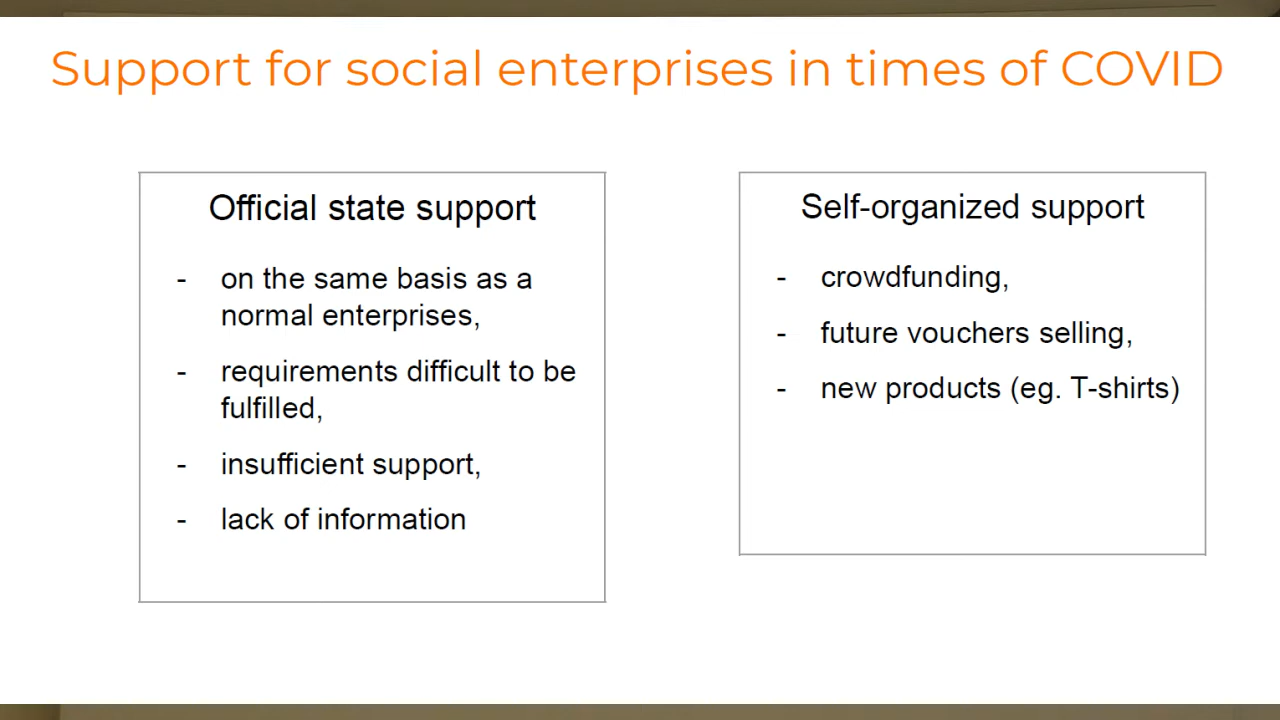 Support for social enterprises in times of COVID
Official state support
- on the same basis as a
normal enterprises,
- requirements difficult to be
fulfilled,
- insufficient support,
- lack of information
Self-organized support
- crowdfunding,
- future vouchers selling,
- new products (eg. T-shirts)